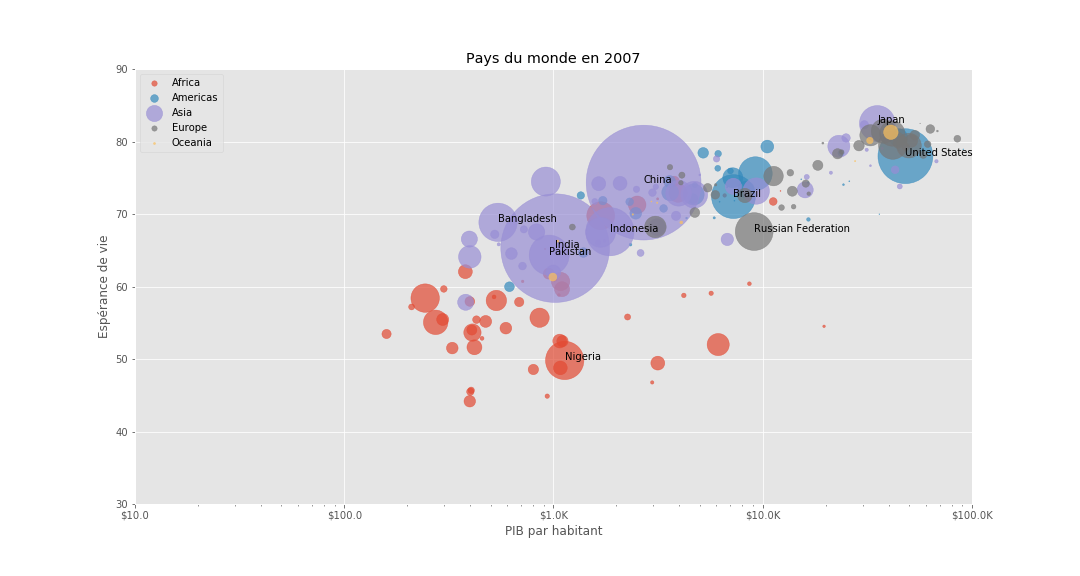 Pays du monde en 2007
90
80
70
60
50
40
30
Espérance de vie
Africa
Americas
Asia
Europe
Oceania
Japan
United States
China
Brazil
Bangladesh
Indonesia
Russian Federation
India
Pakistan
Nigeria
$10.0
$100.0
$1.0K
$10.0K
$100.0K
PIB par habitant